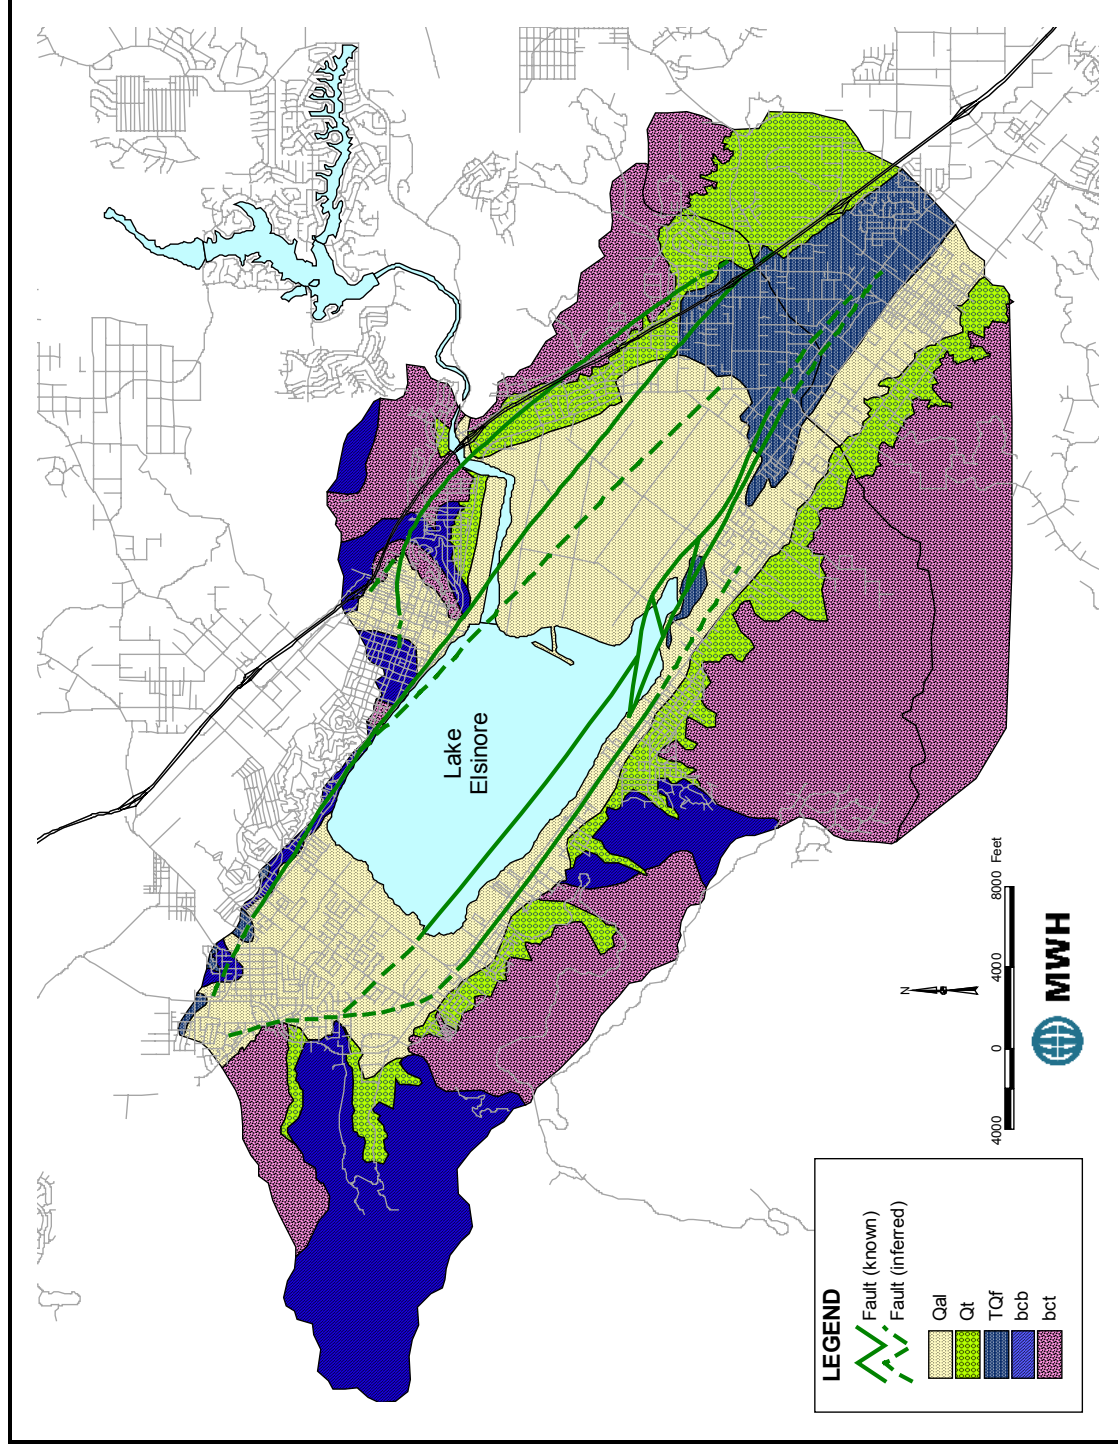 Lake
Elsinore
LEGEND
Fault (known)
Fault (inferred)
Qal
Qt
TQf
bcb
bct
N
4000 0 4000 8000 Feet
MWH